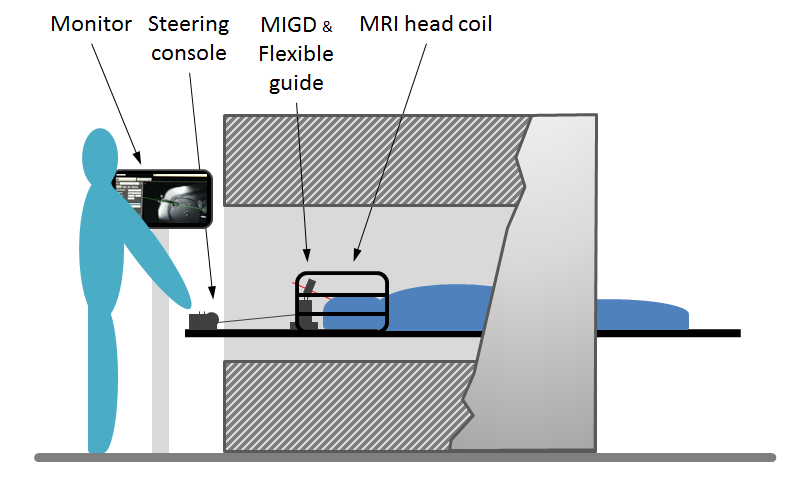 Monitor
Steering
console
MIGD &
Flexible
guide
MRI head coil